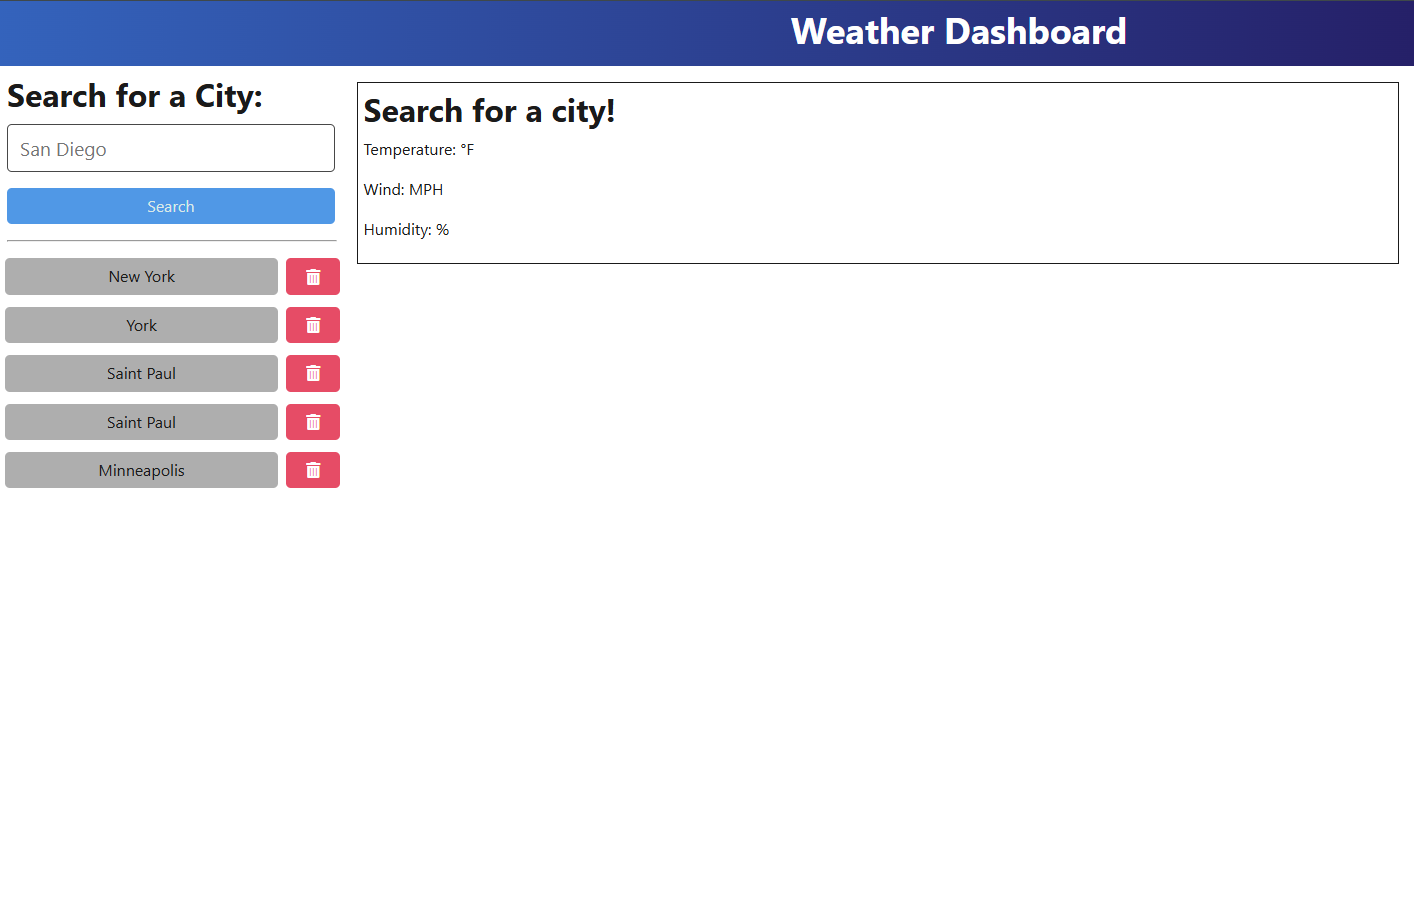 Weather Dashboard
Search for a City:
San Diego
Search
New York
York
Saint Paul
Saint Paul
Minneapolis
Search for a city!
Temperature: °F
Wind: MPH
Humidity: %